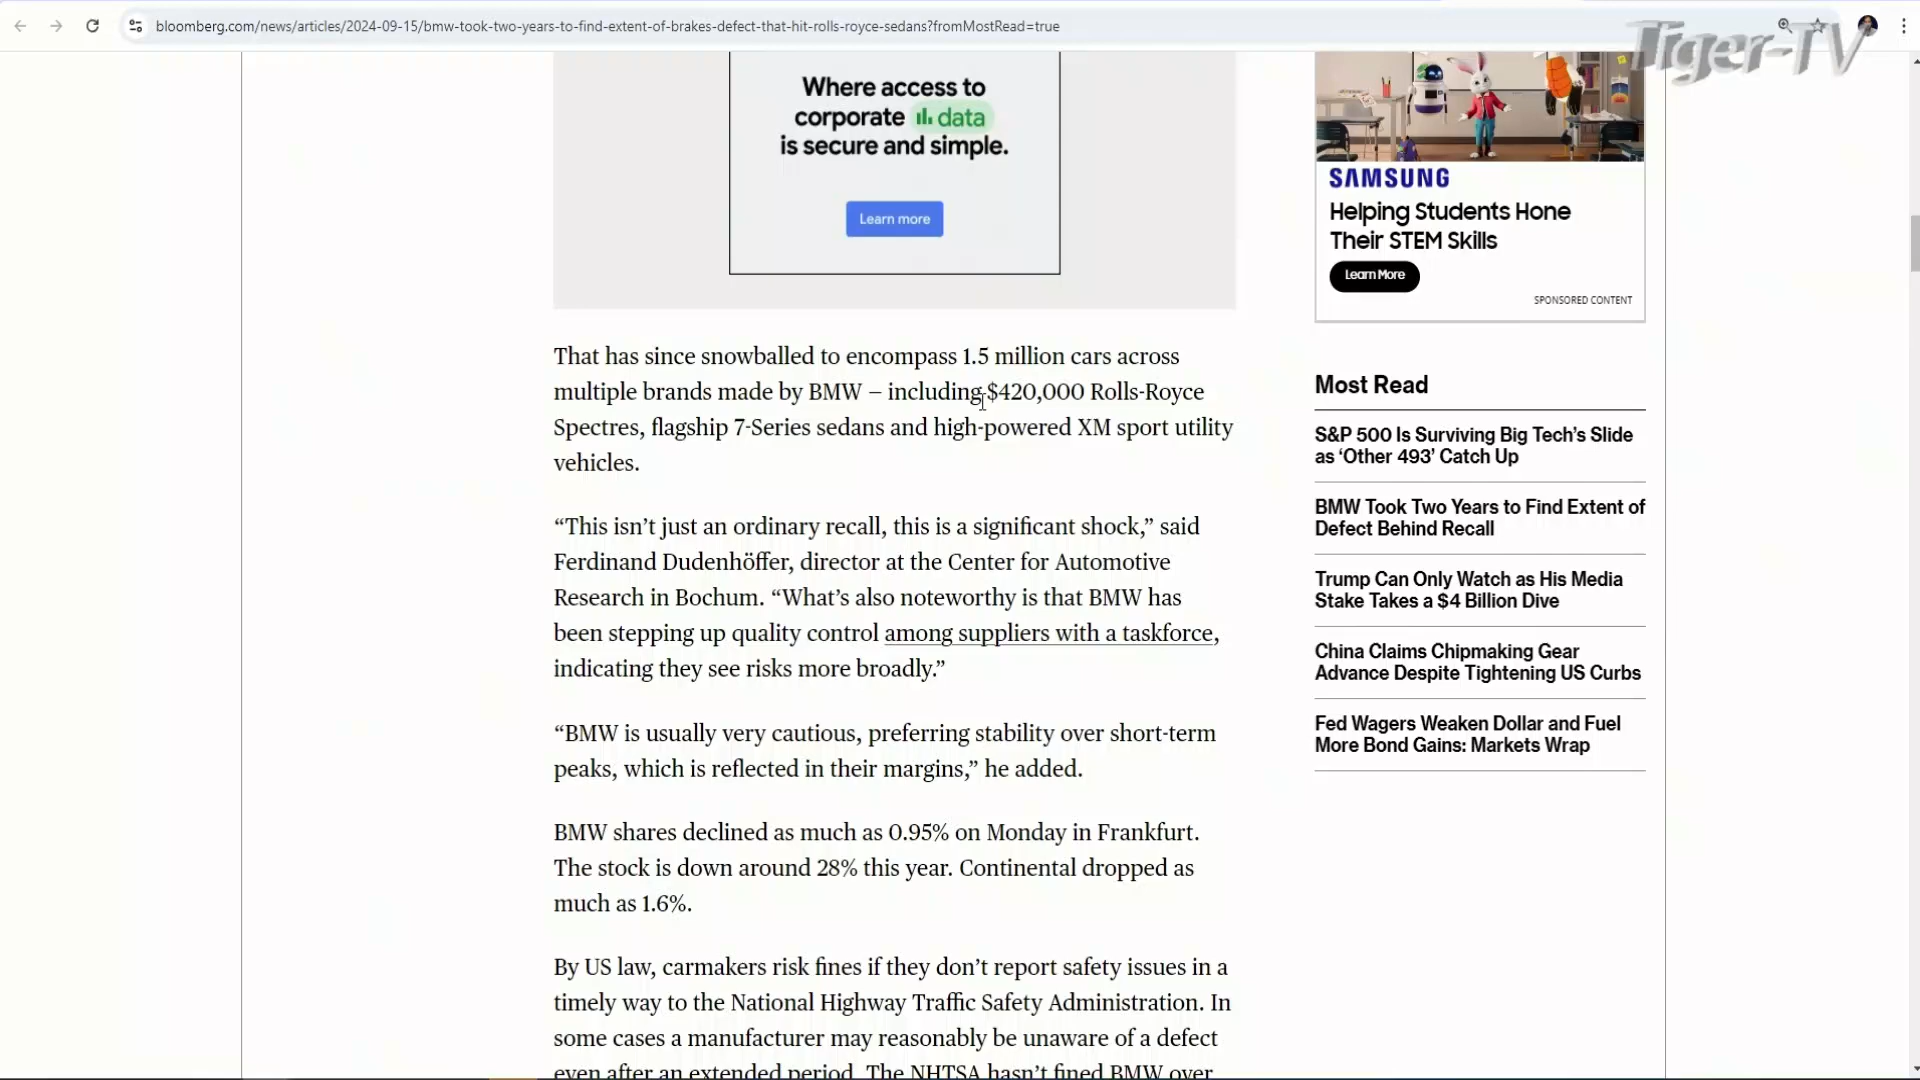 bloomberg.com/news/articles/2024-09-15/bmw-took-two-years-to-find-extent-of-brakes-defect-that-hit-rolls-royce-sedans?fromMostRead=true
Tiger-TV
Where access to
corporate data
is secure and simple.
Learn more
That has since snowballed to encompass 1.5 million cars across
multiple brands made by BMW – including $420,000 Rolls-Royce
Spectres, flagship 7-Series sedans and high-powered XM sport utility
vehicles.
“This isn’t just an ordinary recall, this is a significant shock,” said
Ferdinand Dudenhöffer, director at the Center for Automotive
Research in Bochum. “What’s also noteworthy is that BMW has
been stepping up quality control among suppliers with a taskforce,
indicating they see risks more broadly.”
“BMW is usually very cautious, preferring stability over short-term
peaks, which is reflected in their margins,” he added.
BMW shares declined as much as 0.95% on Monday in Frankfurt.
The stock is down around 28% this year. Continental dropped as
much as 1.6%.
By US law, carmakers risk fines if they don’t report safety issues in a
timely way to the National Highway Traffic Safety Administration. In
some cases a manufacturer may reasonably be unaware of a defect
even after an extended period. The NHTSA hasn’t fined BMW over
SAMSUNG
Helping Students Hone
Their STEM Skills
Learn More
SPONSORED CONTENT
Most Read
S&P 500 Is Surviving Big Tech’s Slide
as ‘Other 493’ Catch Up
BMW Took Two Years to Find Extent of
Defect Behind Recall
Trump Can Only Watch as His Media
Stake Takes a $4 Billion Dive
China Claims Chipmaking Gear
Advance Despite Tightening US Curbs
Fed Wagers Weaken Dollar and Fuel
More Bond Gains: Markets Wrap